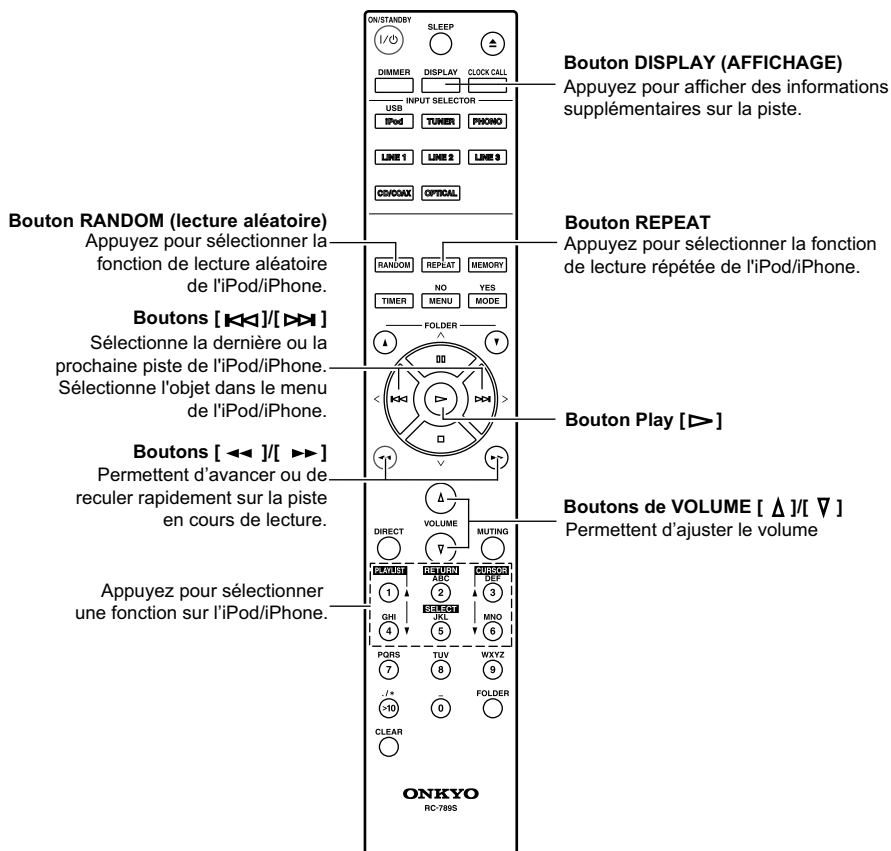 ON/STANDBY
SLEEP
DIMMER DISPLAY CLOCK CALL
INPUT SELECTOR
USB
iPod TUNER PHONO
LINE 1 LINE 2 LINE 3
CD/COAX OPTICAL
RANDOM REPEAT MEMORY
NO YES
TIMER MENU MODE
FOLDER
VOLUME
DIRECT MUTING
PLAYLIST RETURN CURSOR
ABC DEF
1 2 3
SELECT
GHI JKL MNO
4 5 6
PQRS TUV WXYZ
7 8 9
./* – FOLDER
>10 0
CLEAR
ONKYO
RC-789S
Bouton RANDOM (lecture aléatoire)
Appuyez pour sélectionner la
fonction de lecture aléatoire
de l'iPod/iPhone.
Boutons [⏮]/[⏭]
Sélectionne la dernière ou la
prochaine piste de l'iPod/iPhone.
Sélectionne l'objet dans le menu
de l'iPod/iPhone.
Boutons [ ◄◄ ]/[ ►► ]
Permettent d’avancer ou de
reculer rapidement sur la piste
en cours de lecture.
Appuyez pour sélectionner
une fonction sur l’iPod/iPhone.
Bouton DISPLAY (AFFICHAGE)
Appuyez pour afficher des informations
supplémentaires sur la piste.
Bouton REPEAT
Appuyez pour sélectionner la fonction
de lecture répétée de l'iPod/iPhone.
Bouton Play [▷]
Boutons de VOLUME [ △ ]/[ ▽ ]
Permettent d’ajuster le volume